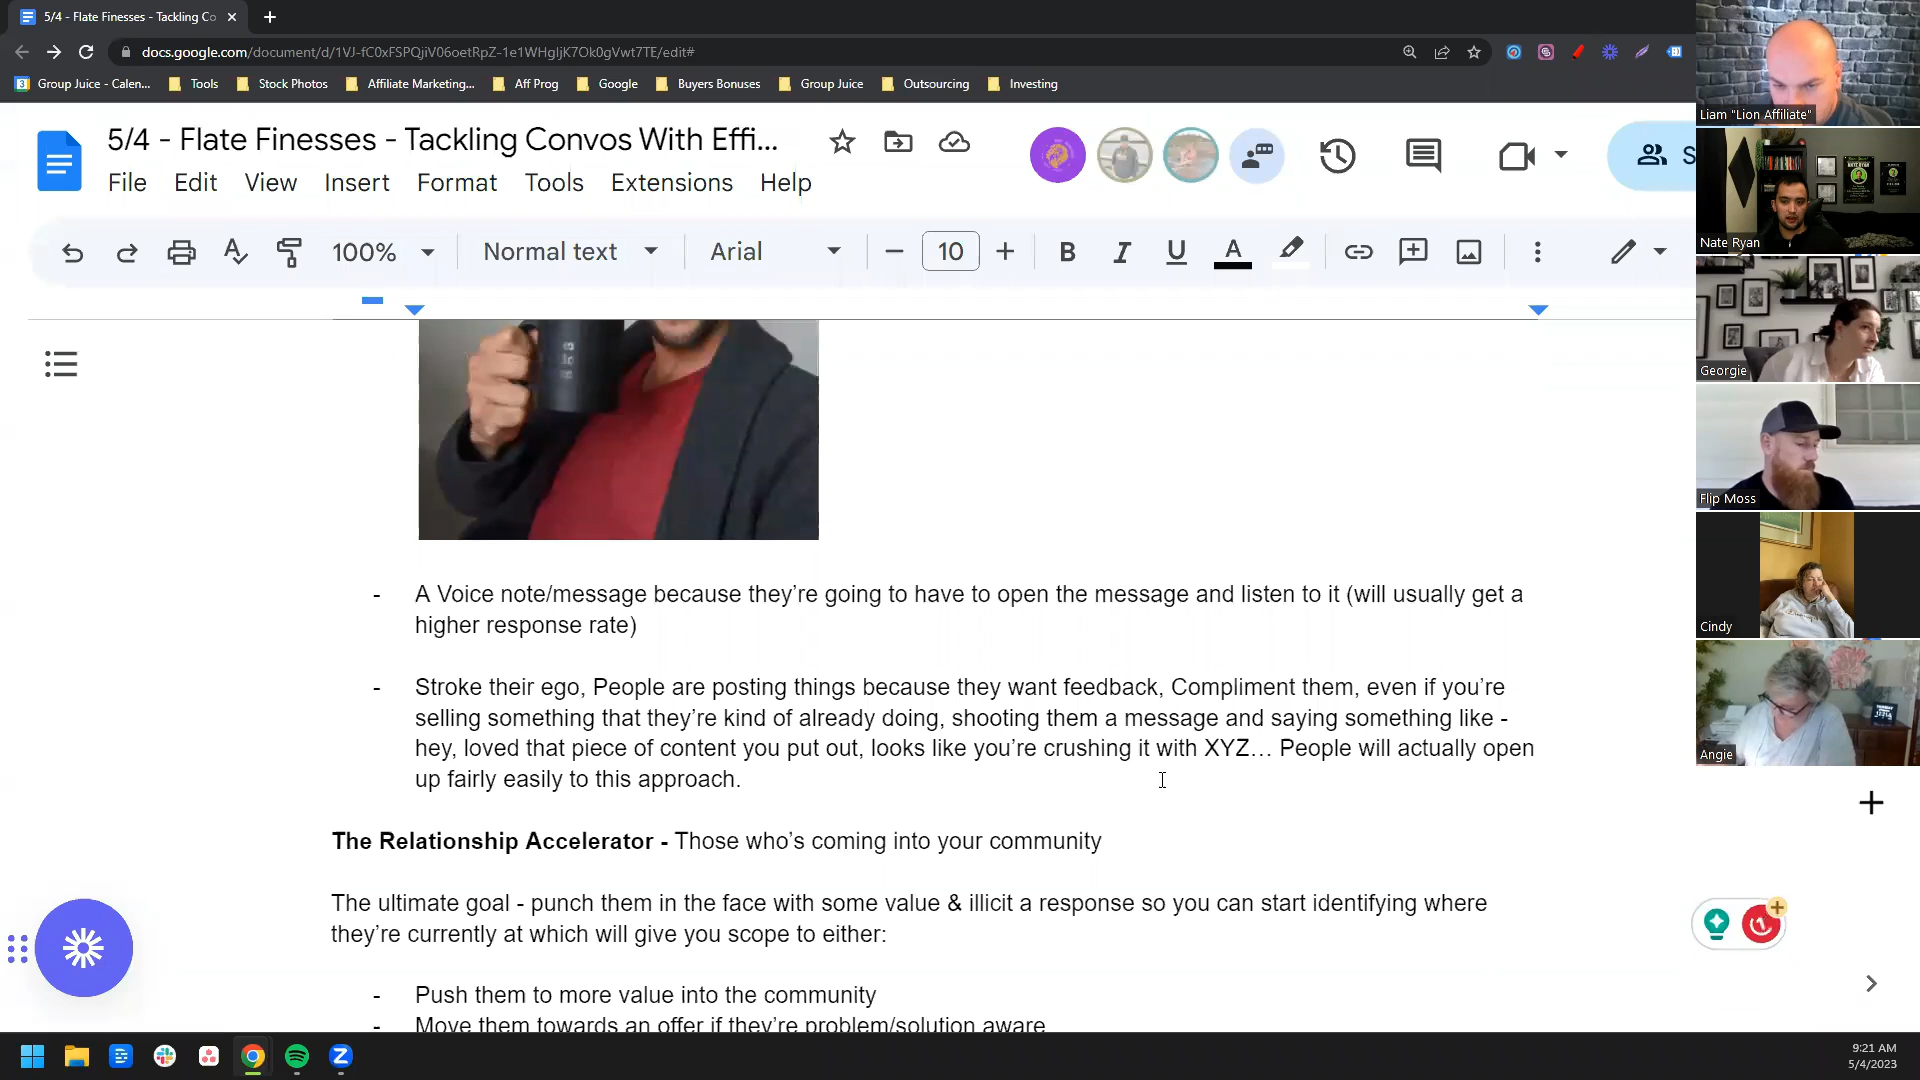 5/4 - Flate Finesses - Tackling Co
docs.google.com/document/d/1VJ-fC0xFSPQjiV06oetRpZ-1e1WHgIjK7Ok0gVwt7TE/edit#
Group Juice - Calen...
Tools
Stock Photos
Affiliate Marketing...
Aff Prog
Google
Buyers Bonuses
Group Juice
Outsourcing
Investing
5/4 - Flate Finesses - Tackling Convos With Effi...
File Edit View Insert Format Tools Extensions Help
100% Normal text Arial 10 B I U A
A Voice note/message because they're going to have to open the message and listen to it (will usually get a
higher response rate)
- Stroke their ego, People are posting things because they want feedback, Compliment them, even if you're
selling something that they're kind of already doing, shooting them a message and saying something like -
hey, loved that piece of content you put out, looks like you're crushing it with XYZ... People will actually open
up fairly easily to this approach.
The Relationship Accelerator - Those who's coming into your community
The ultimate goal - punch them in the face with some value & illicit a response so you can start identifying where
they're currently at which will give you scope to either:
- Push them to more value into the community
- Move them towards an offer if they're problem/solution aware
Liam "Lion Affiliate"
Nate Ryan
Georgie
Flip Moss
Cindy
Angie
9:21 AM
5/4/2023